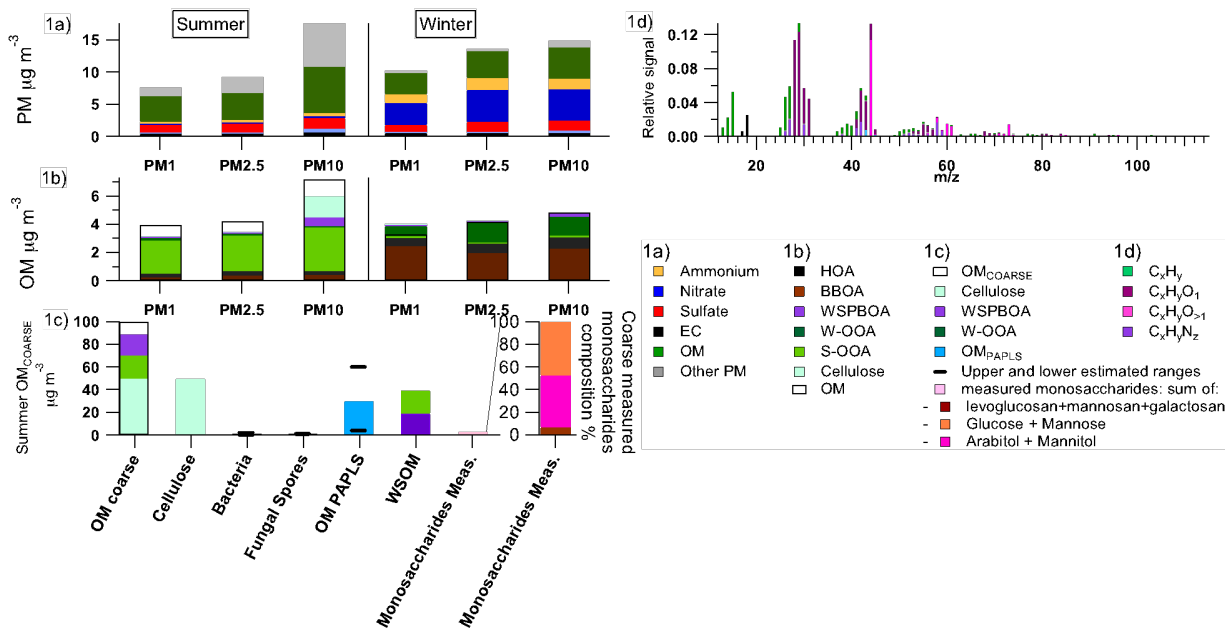 1a)
Summer
Winter
PM µg m-3
15
10
5
0
PM1 PM2.5 PM10 PM1 PM2.5 PM10
1b)
OM µg m-3
6
4
2
0
PM1 PM2.5 PM10 PM1 PM2.5 PM10
1c)
Summer OMCOARSE
µg m-3
100
80
60
40
20
0
100
80
60
40
20
0
Coarse measured
monosaccharides
composition %
OM coarse
Cellulose
Bacteria
Fungal Spores
OM PAPLS
WSOM
Monosaccharides Meas.
Monosaccharides Meas.
1d)
Relative signal
0.12
0.08
0.04
0.00
20 40 60 80 100
m/z
1a)
Ammonium
Nitrate
Sulfate
EC
OM
Other PM
1b)
HOA
BBOA
WSPBOA
W-OOA
S-OOA
Cellulose
OM
1c)
OMCOARSE
Cellulose
WSPBOA
W-OOA
OMPAPLS
Upper and lower estimated ranges
measured monosaccharides: sum of:
- levoglucosan+mannosan+galactosan
- Glucose + Mannose
- Arabitol + Mannitol
1d)
CxHy
CxHyO1
CxHyO>1
CxHyNz